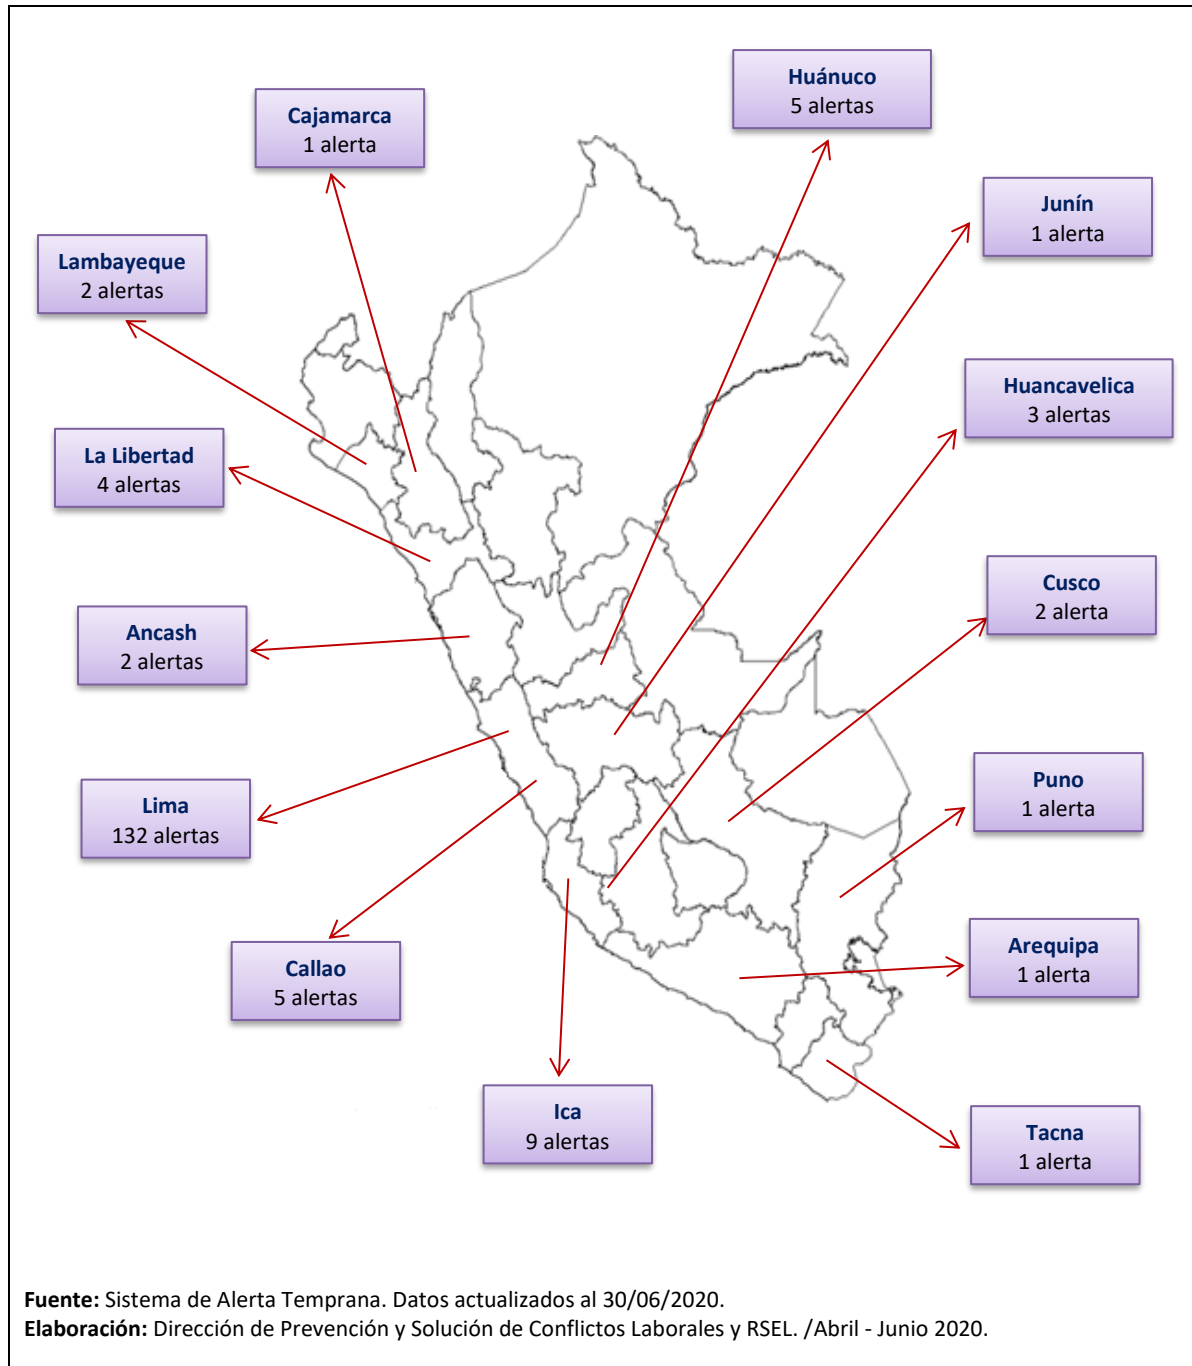 Huánuco
5 alertas
Cajamarca
1 alerta
Junín
1 alerta
Lambayeque
2 alertas
Huancavelica
3 alertas
La Libertad
4 alertas
Cusco
2 alerta
Ancash
2 alertas
Puno
1 alerta
Lima
132 alertas
Arequipa
1 alerta
Callao
5 alertas
Ica
9 alertas
Tacna
1 alerta
Fuente: Sistema de Alerta Temprana. Datos actualizados al 30/06/2020.
Elaboración: Dirección de Prevención y Solución de Conflictos Laborales y RSEL. /Abril - Junio 2020.